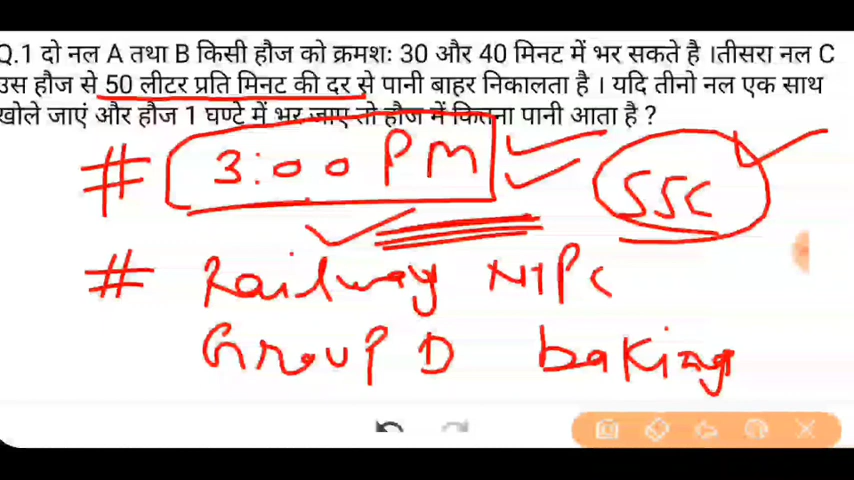 Q.1 दो नल A तथा B किसी हौज को क्रमशः 30 और 40 मिनट में भर सकते है ।तीसरा नल C
उस हौज से 50 लीटर प्रति मिनट की दर से पानी बाहर निकालता है । यदि तीनो नल एक साथ
खोले जाएं और हौज 1 घण्टे में भर जाए तो हौज में कितना पानी आता है ?
# 3:00 PM SSC
# Railway NTPC
Group D baking